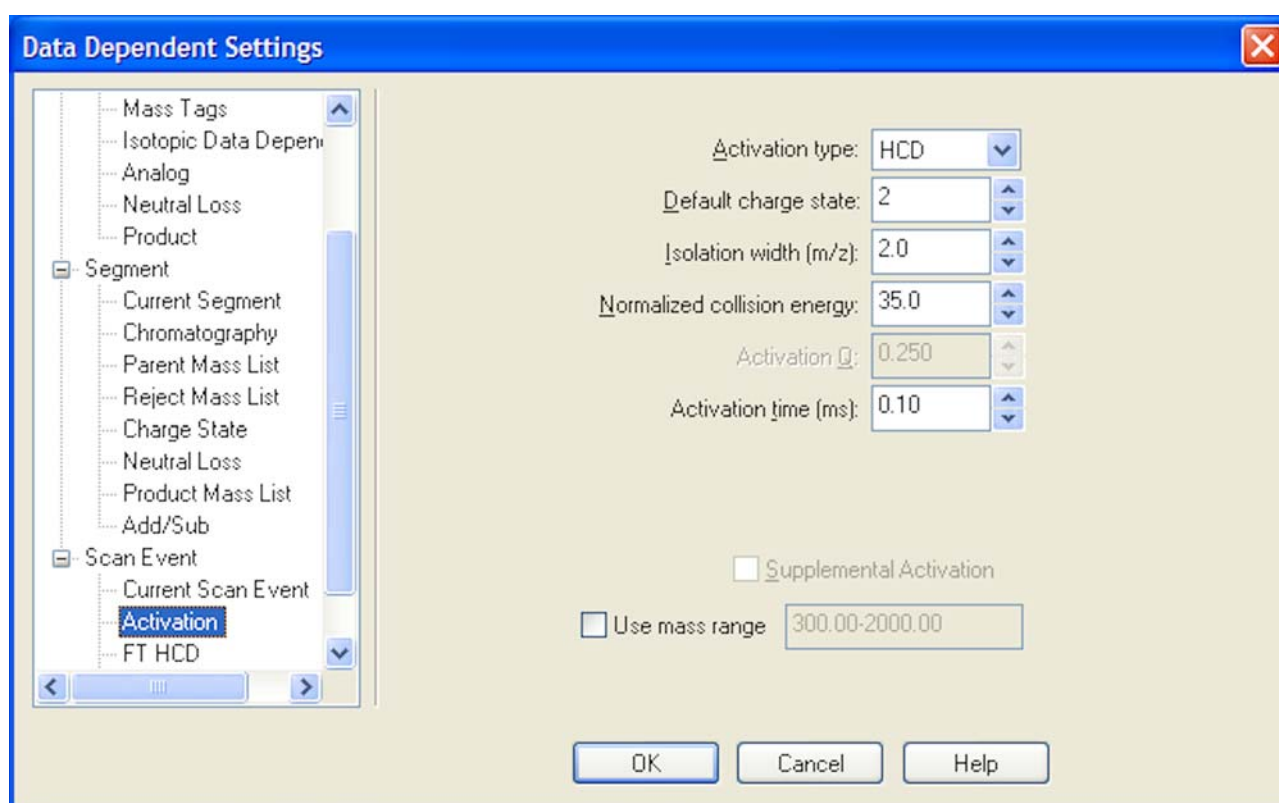 Data Dependent Settings
Mass Tags
Isotopic Data Depen
Analog
Neutral Loss
Product
Segment
Current Segment
Chromatography
Parent Mass List
Reject Mass List
Charge State
Neutral Loss
Product Mass List
Add/Sub
Scan Event
Current Scan Event
Activation
FT HCD
Activation type: HCD
Default charge state: 2
Isolation width (m/z): 2.0
Normalized collision energy: 35.0
Activation Q: 0.250
Activation time (ms): 0.10
Supplemental Activation
Use mass range 300.00-2000.00
OK Cancel Help